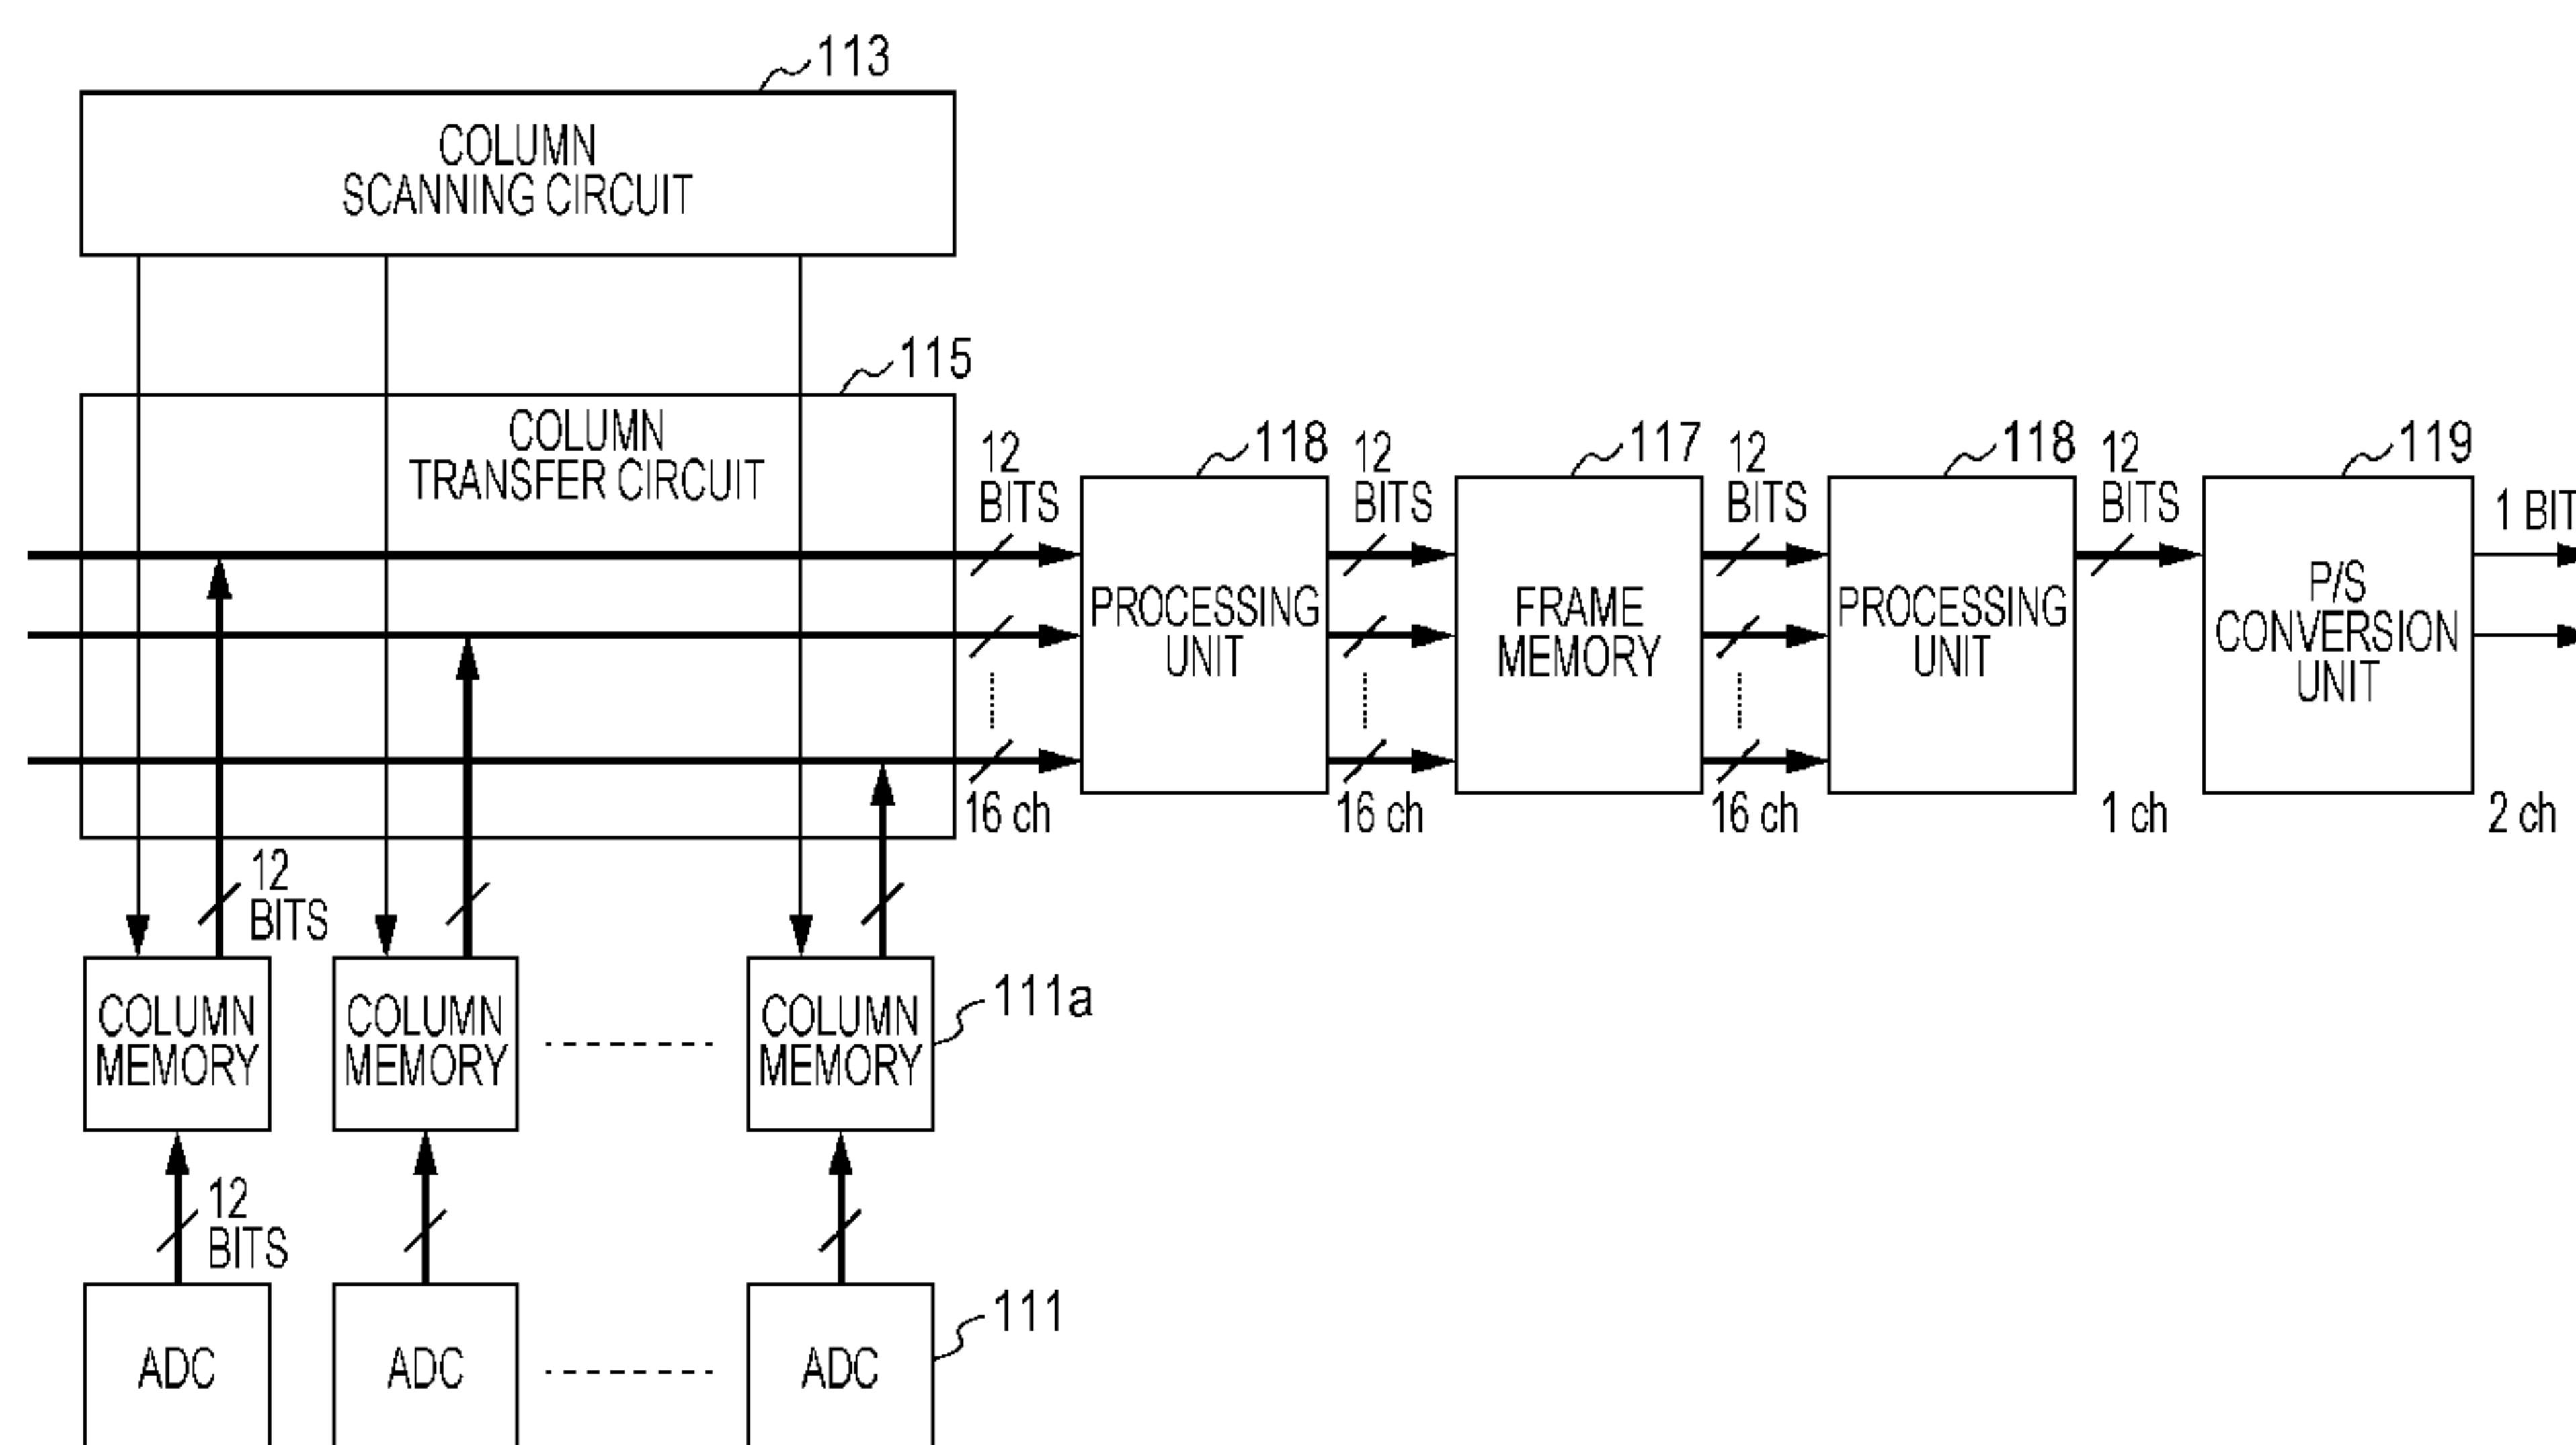 113
COLUMN
SCANNING CIRCUIT
115
COLUMN
TRANSFER CIRCUIT
12
BITS
118
12
BITS
117
12
BITS
118
12
BITS
119
1 BIT
PROCESSING
UNIT
FRAME
MEMORY
PROCESSING
UNIT
P/S
CONVERSION
UNIT
16 ch
16 ch
16 ch
1 ch
2 ch
12
BITS
COLUMN
MEMORY
COLUMN
MEMORY
COLUMN
MEMORY
111a
12
BITS
ADC
ADC
ADC
111